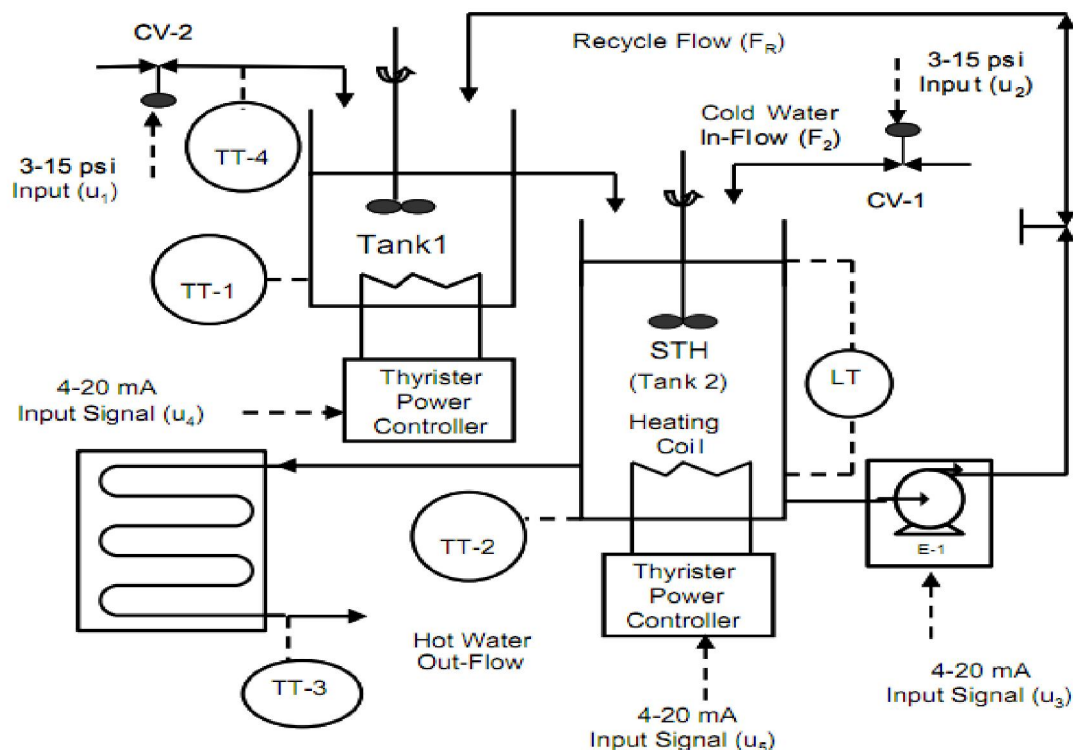 CV-2
Recycle Flow (F_R)
3-15 psi
Input (u₂)
Cold Water
In-Flow (F₂)
TT-4
3-15 psi
Input (u₁)
CV-1
Tank1
TT-1
STH
(Tank 2)
LT
Thyrister
Power
Controller
4-20 mA
Input Signal (u₄)
Heating
Coil
TT-2
E-1
Thyrister
Power
Controller
Hot Water
Out-Flow
TT-3
4-20 mA
Input Signal (u₃)
4-20 mA
Input Signal (u₅)